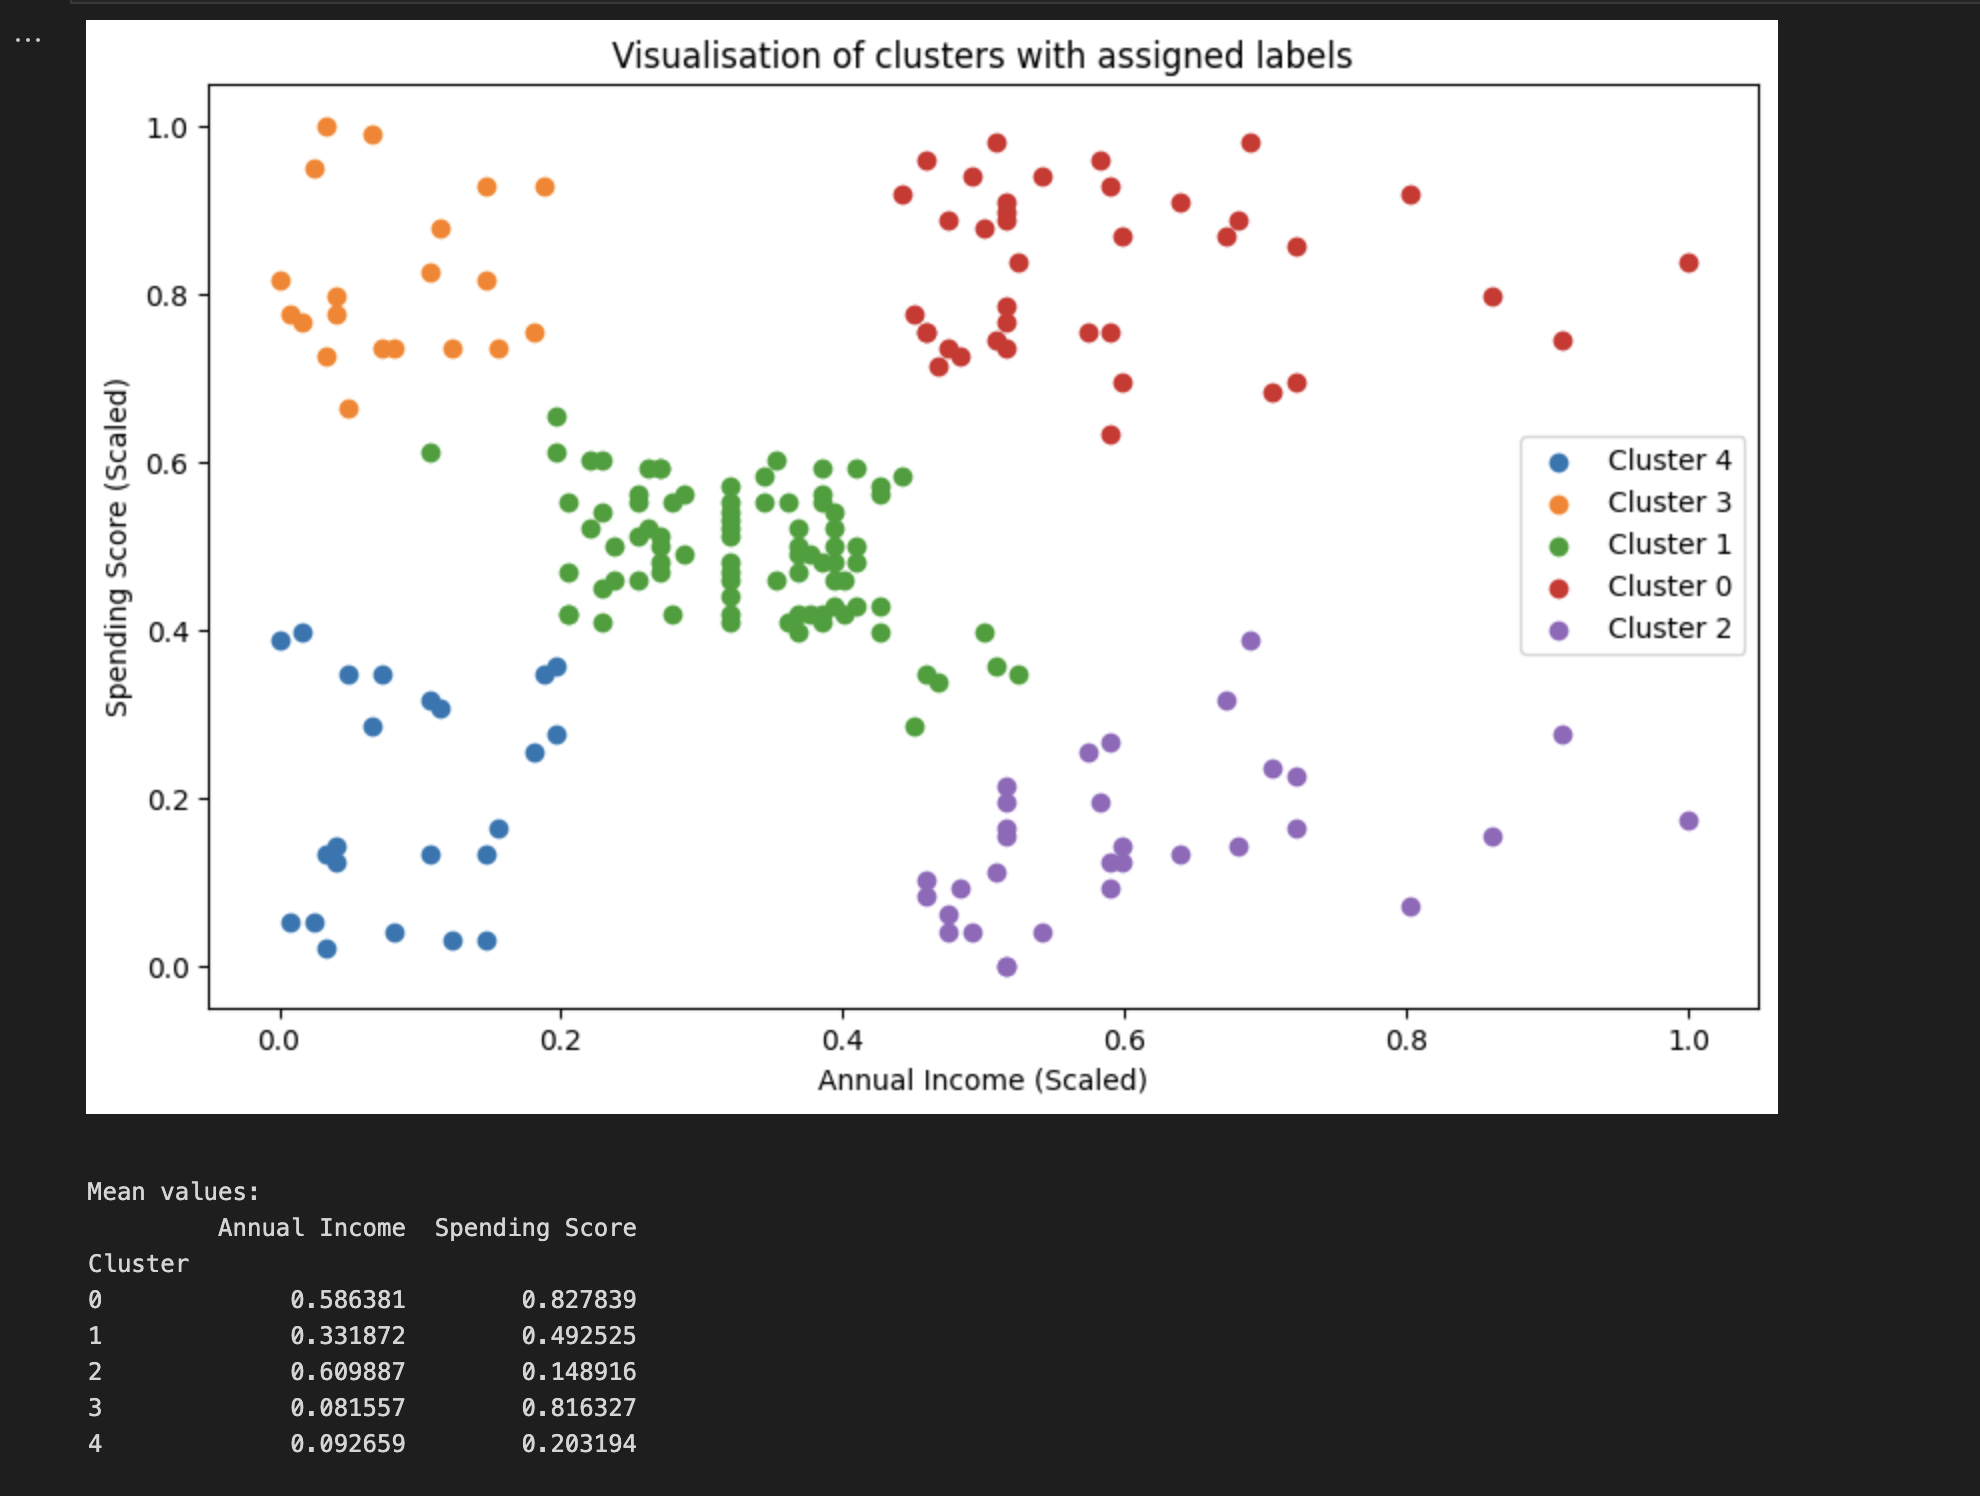 ...
Visualisation of clusters with assigned labels
1.0
0.8
0.6
0.4
0.2
0.0
Spending Score (Scaled)
Cluster 4
Cluster 3
Cluster 1
Cluster 0
Cluster 2
0.0 0.2 0.4 0.6 0.8 1.0
Annual Income (Scaled)
Mean values:
Annual Income Spending Score
Cluster
0 0.586381 0.827839
1 0.331872 0.492525
2 0.609887 0.148916
3 0.081557 0.816327
4 0.092659 0.203194